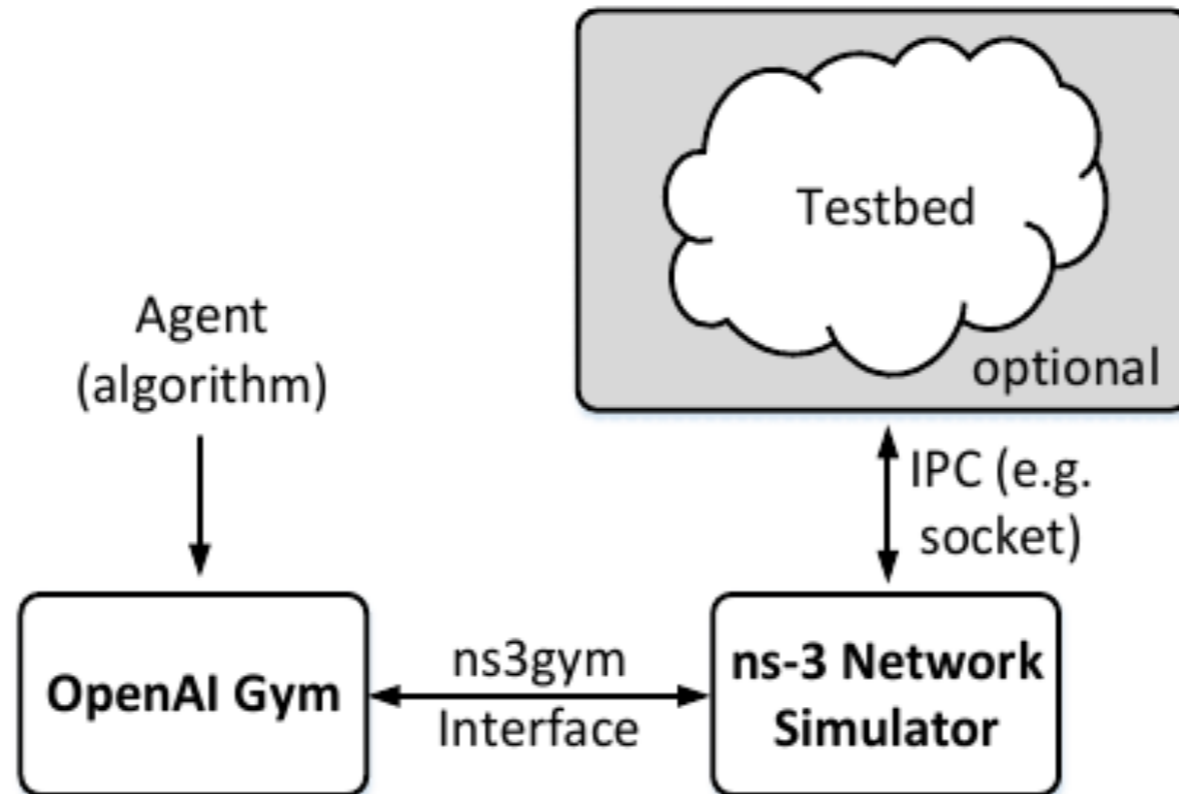 Testbed
optional
Agent
(algorithm)
IPC (e.g.
socket)
OpenAI Gym
ns3gym
Interface
ns-3 Network
Simulator